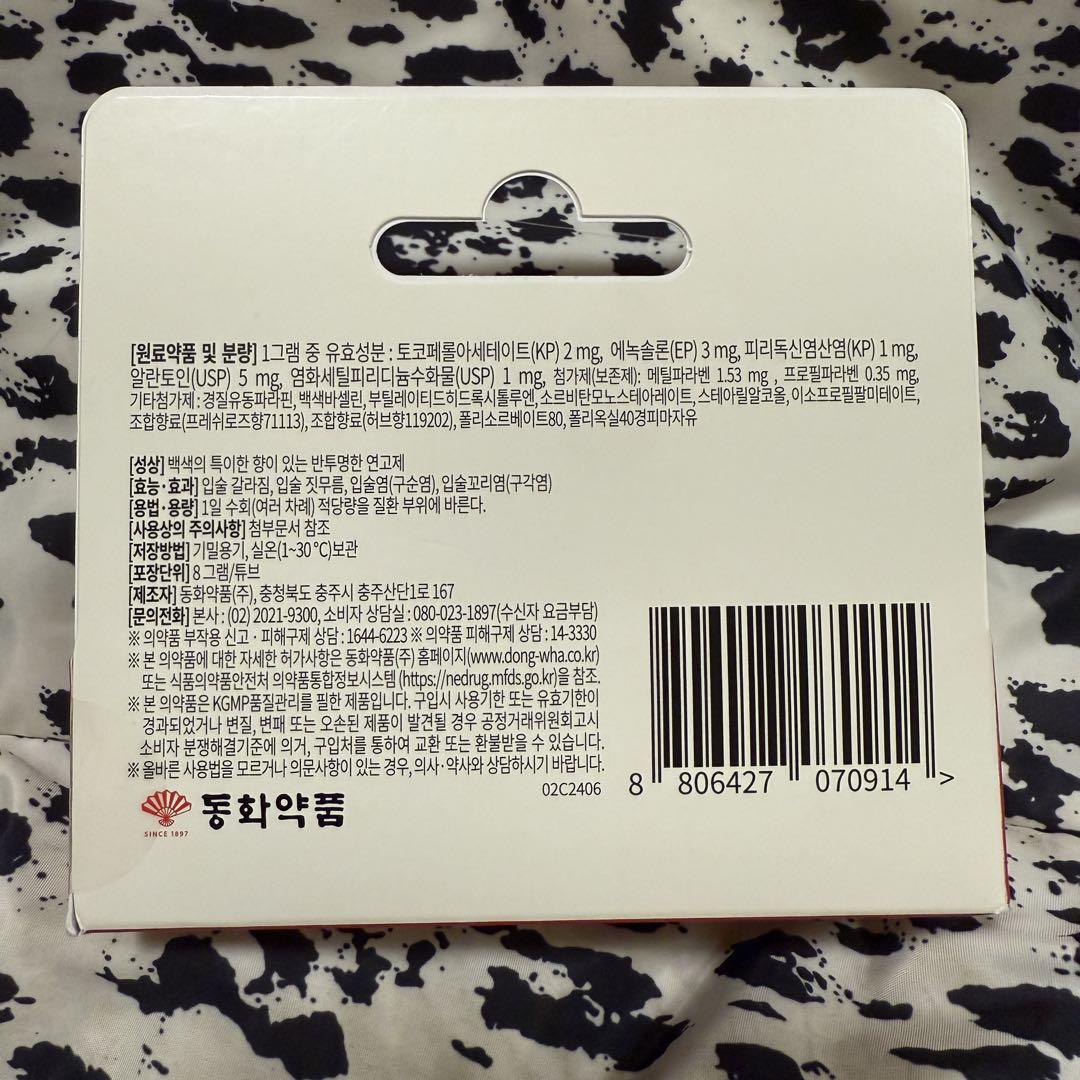 [원료약품 및 분량] 1그램 중 유효성분 : 토코페롤아세테이트(KP) 2 mg, 에녹솔론(EP) 3 mg, 피리독신염산염(KP) 1 mg,
알란토인(USP) 5 mg, 염화세틸피리디늄수화물(USP) 1 mg, 첨가제(보존제): 메틸파라벤 1.53 mg , 프로필파라벤 0.35 mg,
기타첨가제 : 경질유동파라핀, 백색바셀린, 부틸레이티드히드록시톨루엔, 소르비탄모노스테아레이트, 스테아릴알코올, 이소프로필팔미테이트,
조합향료(프레쉬로즈향71113), 조합향료(허브향119202), 폴리소르베이트80, 폴리옥실40경피마자유
[성상] 백색의 특이한 향이 있는 반투명한 연고제
[효능·효과] 입술 갈라짐, 입술 짓무름, 입술염(구순염), 입술꼬리염(구각염)
[용법·용량] 1일 수회(여러 차례) 적당량을 질환 부위에 바른다.
[사용상의 주의사항] 첨부문서 참조
[저장방법] 기밀용기, 실온(1~30 ℃)보관
[포장단위] 8 그램/튜브
[제조자] 동화약품(주), 충청북도 충주시 충주산단1로 167
[문의전화] 본사 : (02) 2021-9300, 소비자 상담실 : 080-023-1897(수신자 요금부담)
※ 의약품 부작용 신고 · 피해구제 상담 : 1644-6223 ※ 의약품 피해구제 상담 : 14-3330
※ 본 의약품에 대한 자세한 허가사항은 동화약품(주) 홈페이지(www.dong-wha.co.kr)
또는 식품의약품안전처 의약품통합정보시스템 (https://nedrug.mfds.go.kr)을 참조.
※ 본 의약품은 KGMP품질관리를 필한 제품입니다. 구입시 사용기한 또는 유효기한이
경과되었거나 변질, 변패 또는 오손된 제품이 발견될 경우 공정거래위원회고시
소비자 분쟁해결기준에 의거, 구입처를 통하여 교환 또는 환불받을 수 있습니다.
※ 올바른 사용법을 모르거나 의문사항이 있는 경우, 의사·약사와 상담하시기 바랍니다.
02C2406
8 806427 070914 >
동화약품
SINCE 1897